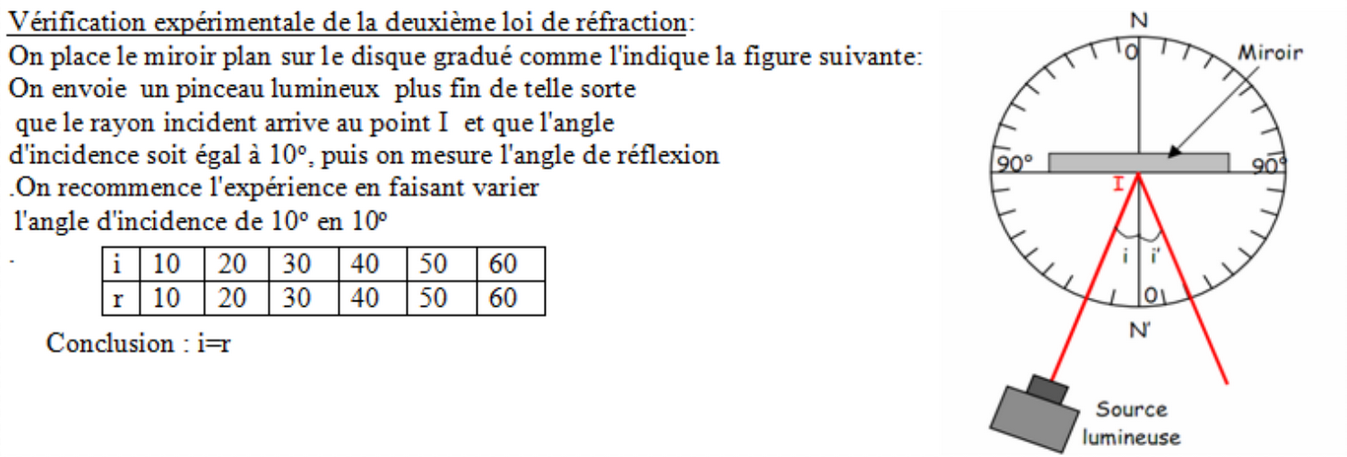 Vérification expérimentale de la deuxième loi de réfraction:
On place le miroir plan sur le disque gradué comme l'indique la figure suivante:
On envoie un pinceau lumineux plus fin de telle sorte
que le rayon incident arrive au point I et que l'angle
d'incidence soit égal à 10°, puis on mesure l'angle de réflexion
.On recommence l'expérience en faisant varier
l'angle d'incidence de 10° en 10°
.
i 10 20 30 40 50 60
r 10 20 30 40 50 60
Conclusion : i=r
N
0
Miroir
90° 90°
I
i i'
0
N'
Source
lumineuse